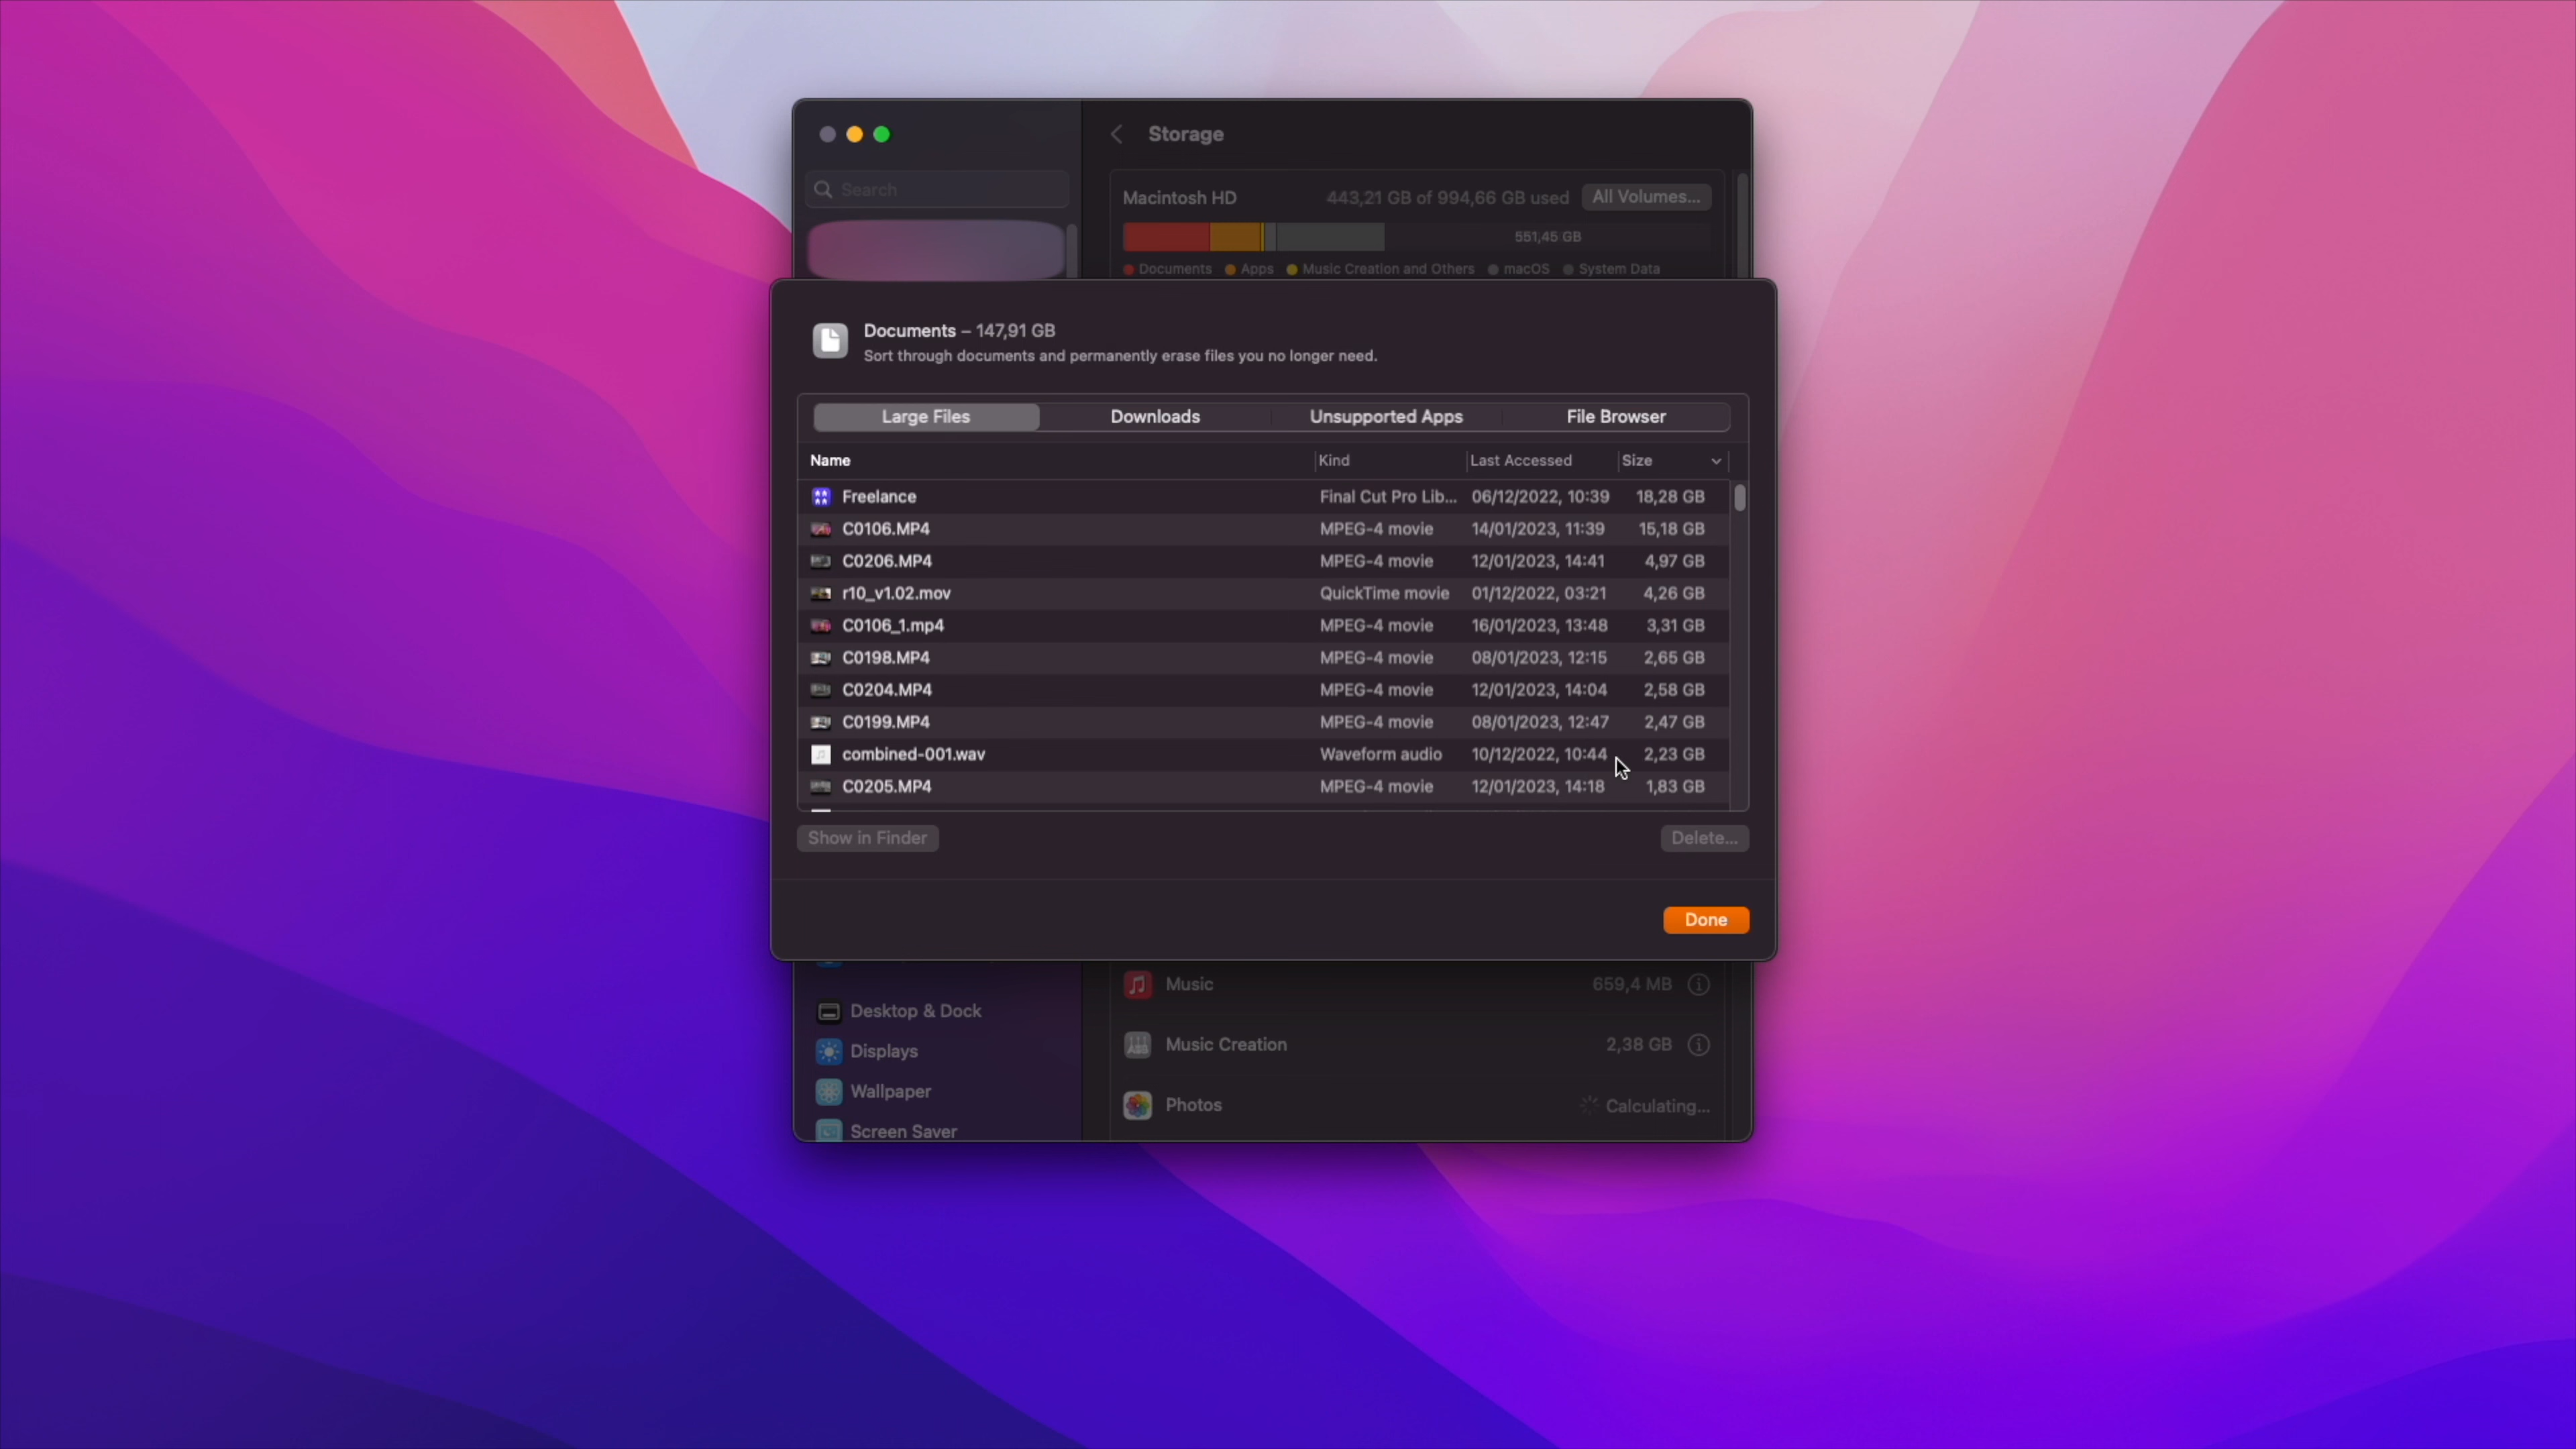 Storage
Search
Macintosh HD 443,21 GB of 994,66 GB used All Volumes...
551,45 GB
Documents Apps Music Creation and Others macOS System Data
Documents – 147,91 GB
Sort through documents and permanently erase files you no longer need.
Large Files Downloads Unsupported Apps File Browser
Name Kind Last Accessed Size
Freelance Final Cut Pro Lib... 06/12/2022, 10:39 18,28 GB
C0106.MP4 MPEG-4 movie 14/01/2023, 11:39 15,18 GB
C0206.MP4 MPEG-4 movie 12/01/2023, 14:41 4,97 GB
r10_v1.02.mov QuickTime movie 01/12/2022, 03:21 4,26 GB
C0106_1.mp4 MPEG-4 movie 16/01/2023, 13:48 3,31 GB
C0198.MP4 MPEG-4 movie 08/01/2023, 12:15 2,65 GB
C0204.MP4 MPEG-4 movie 12/01/2023, 14:04 2,58 GB
C0199.MP4 MPEG-4 movie 08/01/2023, 12:47 2,47 GB
combined-001.wav Waveform audio 10/12/2022, 10:44 2,23 GB
C0205.MP4 MPEG-4 movie 12/01/2023, 14:18 1,83 GB
Show in Finder Delete...
Done
Music 659,4 MB
Desktop & Dock
Music Creation 2,38 GB
Displays
Wallpaper
Photos Calculating...
Screen Saver